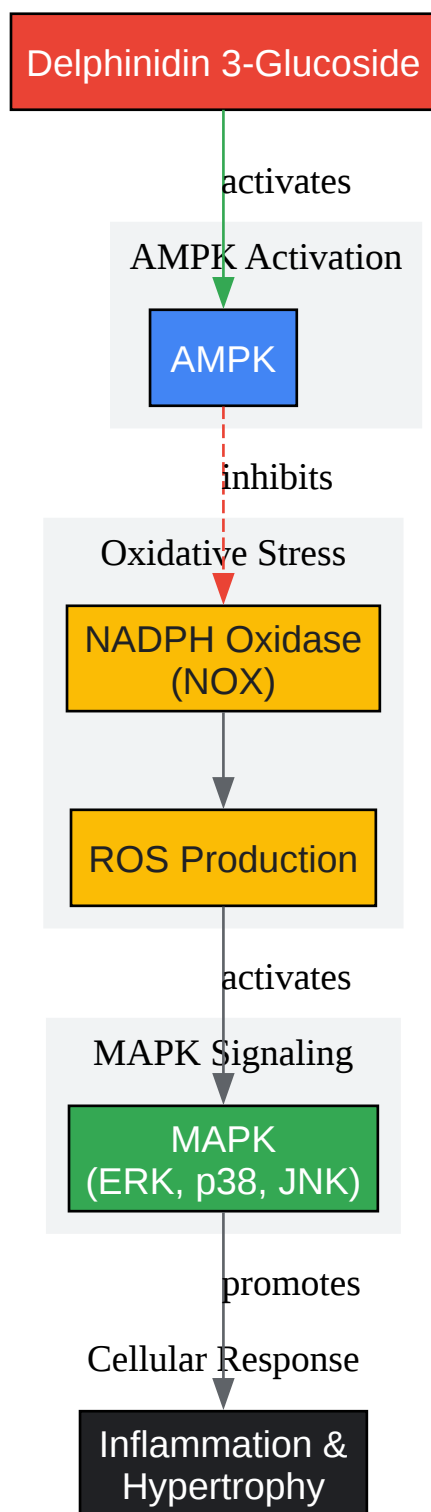 Delphinidin 3-Glucoside
activates
AMPK Activation
AMPK
inhibits
Oxidative Stress
NADPH Oxidase
(NOX)
ROS Production
activates
MAPK Signaling
MAPK
(ERK, p38, JNK)
promotes
Cellular Response
Inflammation &
Hypertrophy